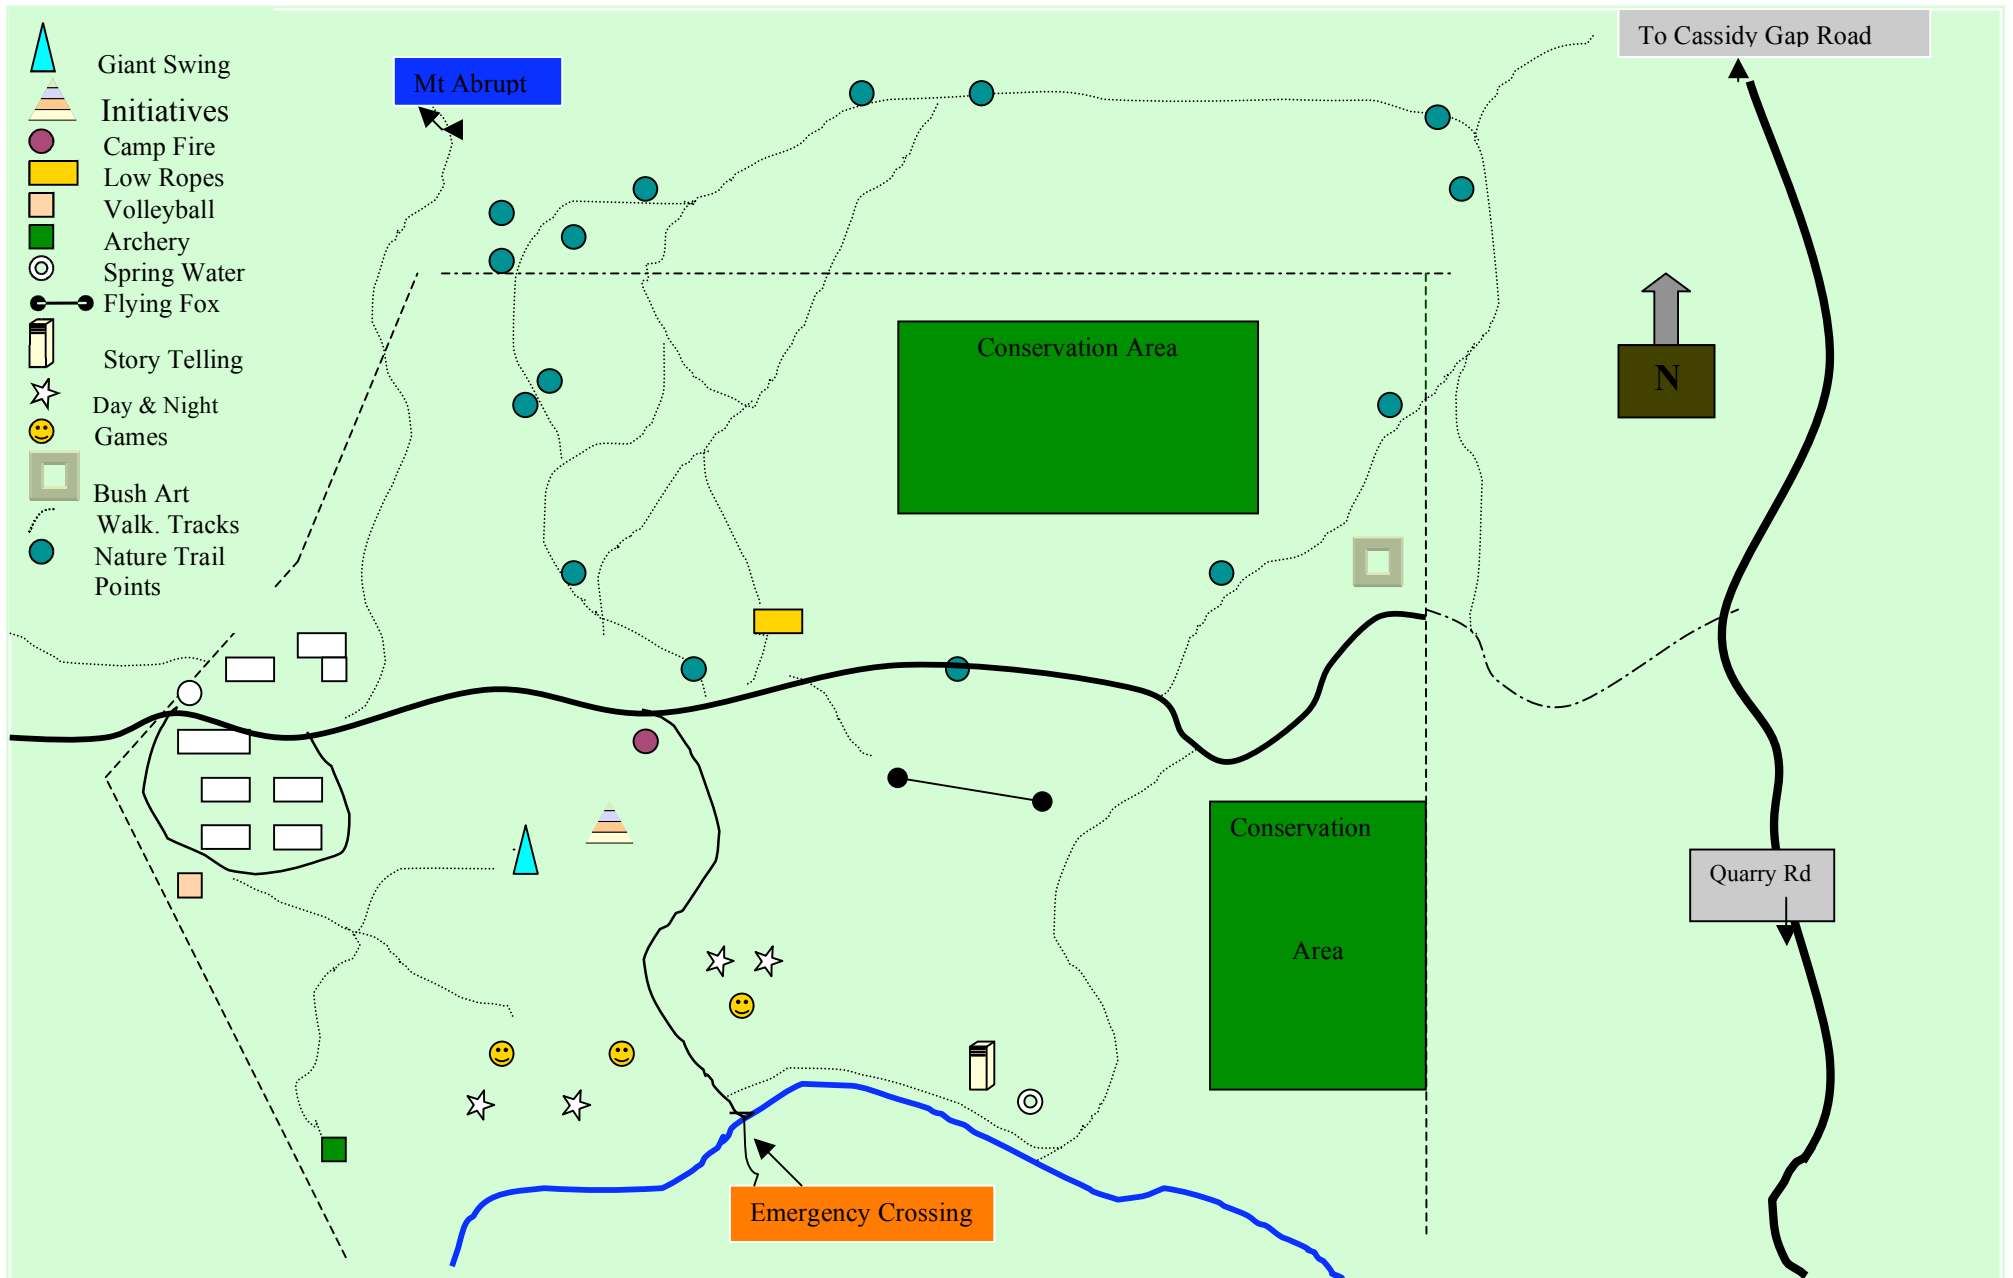 Giant Swing
Initiatives
Camp Fire
Low Ropes
Volleyball
Archery
Spring Water
Flying Fox
Story Telling
Day & Night
Games
Bush Art
Walk. Tracks
Nature Trail
Points
Mt Abrupt
To Cassidy Gap Road
Conservation Area
N
Conservation
Area
Quarry Rd
Emergency Crossing